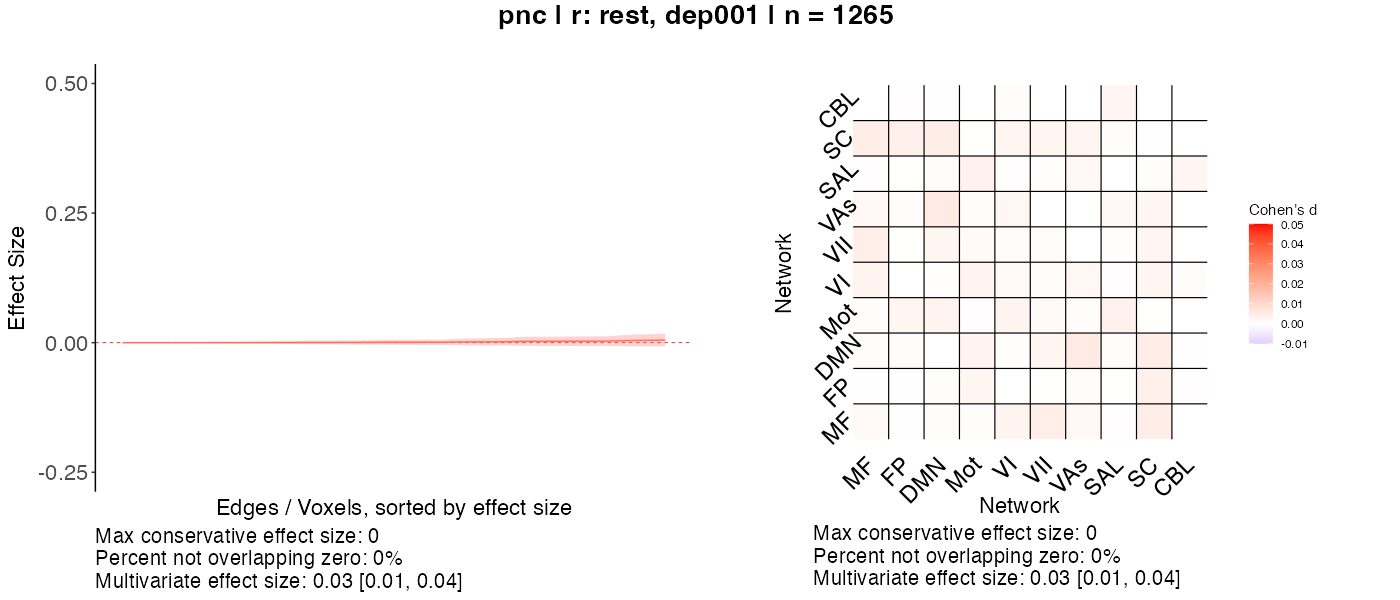 pnc | r: rest, dep001 | n = 1265
0.50
0.25
0.00
-0.25
Effect Size
Edges / Voxels, sorted by effect size
Max conservative effect size: 0
Percent not overlapping zero: 0%
Multivariate effect size: 0.03 [0.01, 0.04]
Network
CBL
SC
SAL
VAs
VII
VI
Mot
DMN
FP
MF
MF
FP
DMN
Mot
VI
VII
VAs
SAL
SC
CBL
Network
Max conservative effect size: 0
Percent not overlapping zero: 0%
Multivariate effect size: 0.03 [0.01, 0.04]
Cohen's d
0.05
0.04
0.03
0.02
0.01
0.00
-0.01